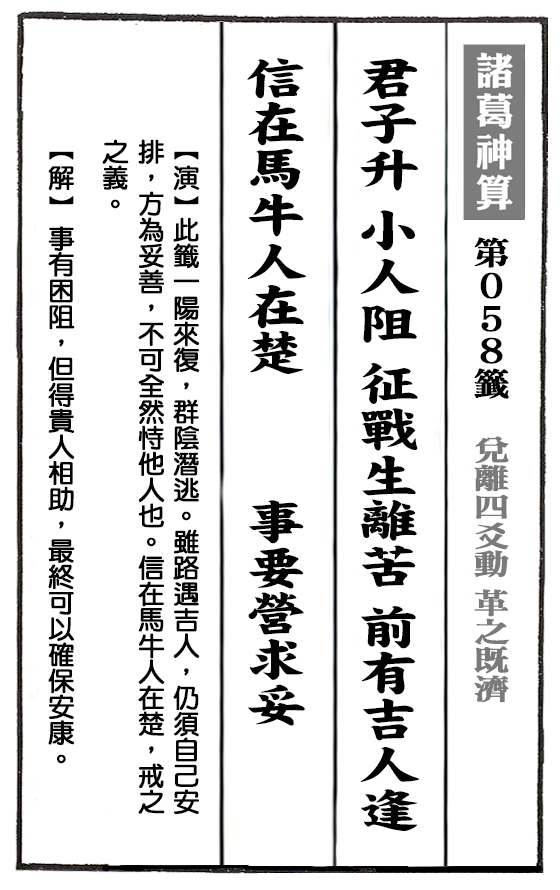 諸葛神算 第058籤 兌離四爻動 革之既濟
君子升 小人阻 征戰生離苦 前有吉人逢
信在馬牛人在楚 事要營求妥
【演】此籤一陽來復，群陰潛逃。雖路遇吉人，仍須自己安
排，方為妥善，不可全然恃他人也。信在馬牛人在楚，戒之
之義。
【解】 事有困阻，但得貴人相助，最終可以確保安康。